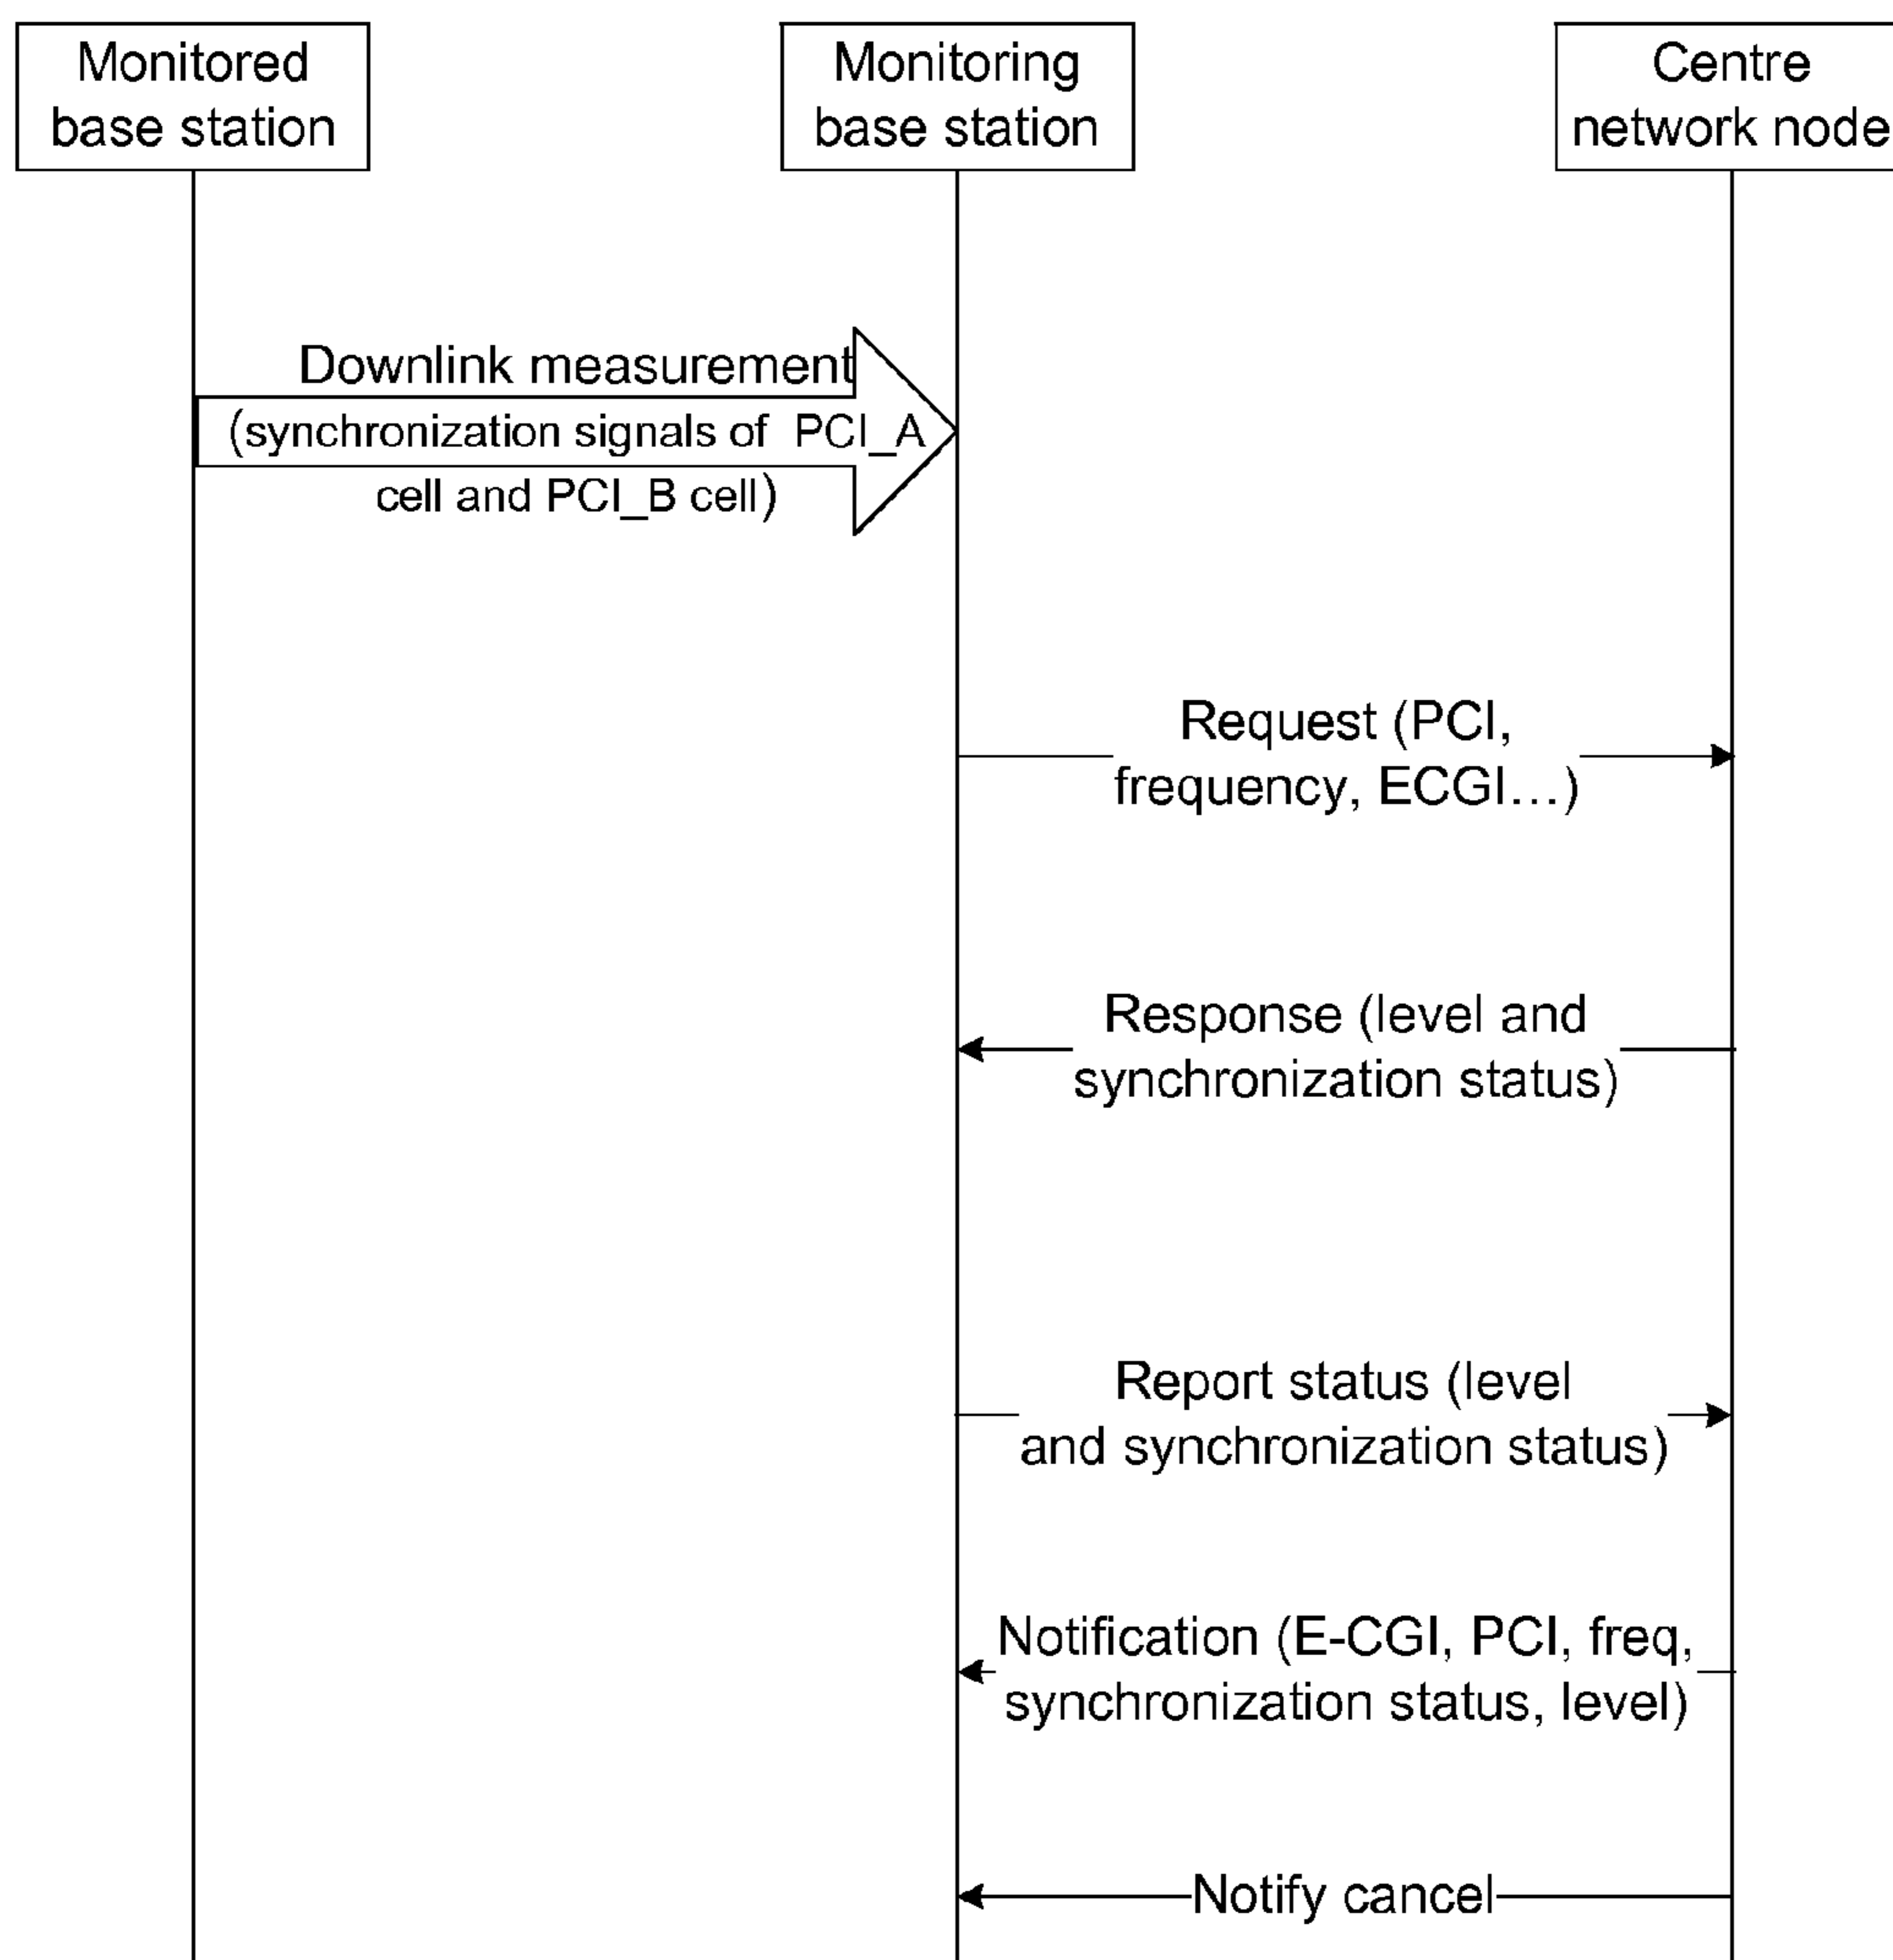 Monitored
base station
Monitoring
base station
Centre
network node
Downlink measurement
(synchronization signals of PCI_A
cell and PCI_B cell)
Request (PCI,
frequency, ECGI...)
Response (level and
synchronization status)
Report status (level
and synchronization status)
Notification (E-CGI, PCI, freq,
synchronization status, level)
Notify cancel